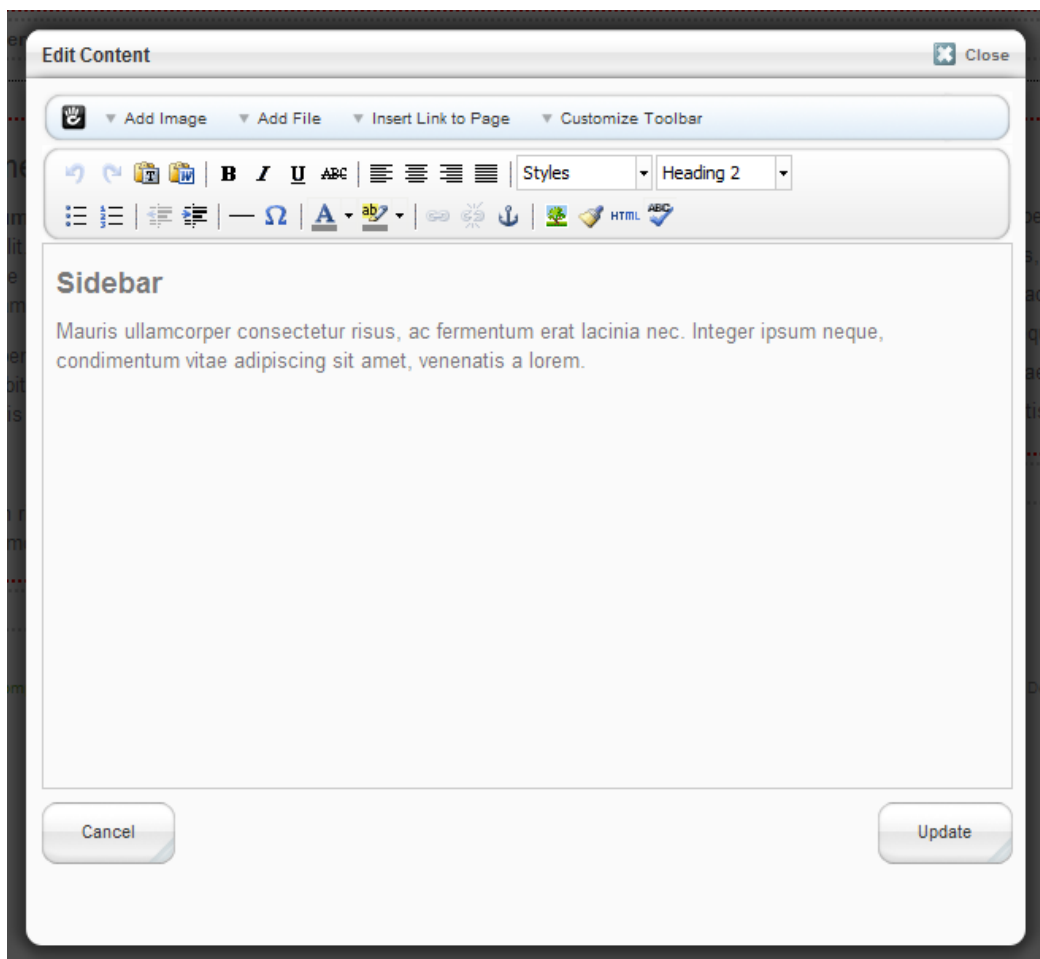 Edit Content
Close
Add Image
Add File
Insert Link to Page
Customize Toolbar
T
W
B I U ABC
Styles
Heading 2
Ω
A
ab
HTML
ABC
Sidebar
Mauris ullamcorper consectetur risus, ac fermentum erat lacinia nec. Integer ipsum neque,
condimentum vitae adipiscing sit amet, venenatis a lorem.
Cancel
Update